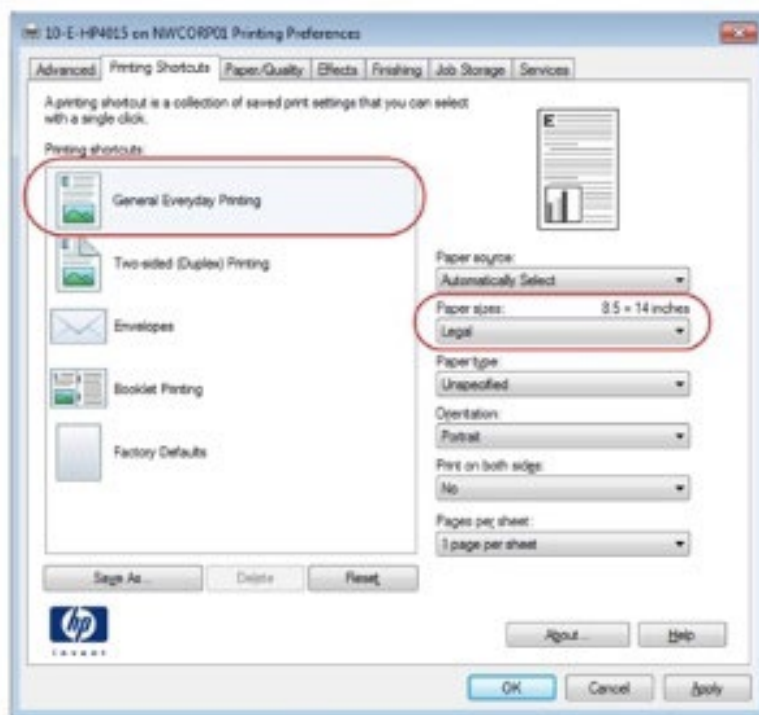 10-E-HP4015 on NWCORP01 Printing Preferences
Advanced Printing Shortcuts Paper/Quality Effects Finishing Job Storage Services
A printing shortcut is a collection of saved print settings that you can select
with a single click.
Printing shortcuts:
General Everyday Printing
Two-sided (Duplex) Printing
Envelopes
Booklet Printing
Factory Defaults
E
Paper source:
Automatically Select
Paper sizes: 8.5 × 14 inches
Legal
Paper type:
Unspecified
Orientation:
Portrait
Print on both sides:
No
Pages per sheet:
1 page per sheet
Save As... Delete Reset
hp
invent
About... Help
OK Cancel Apply